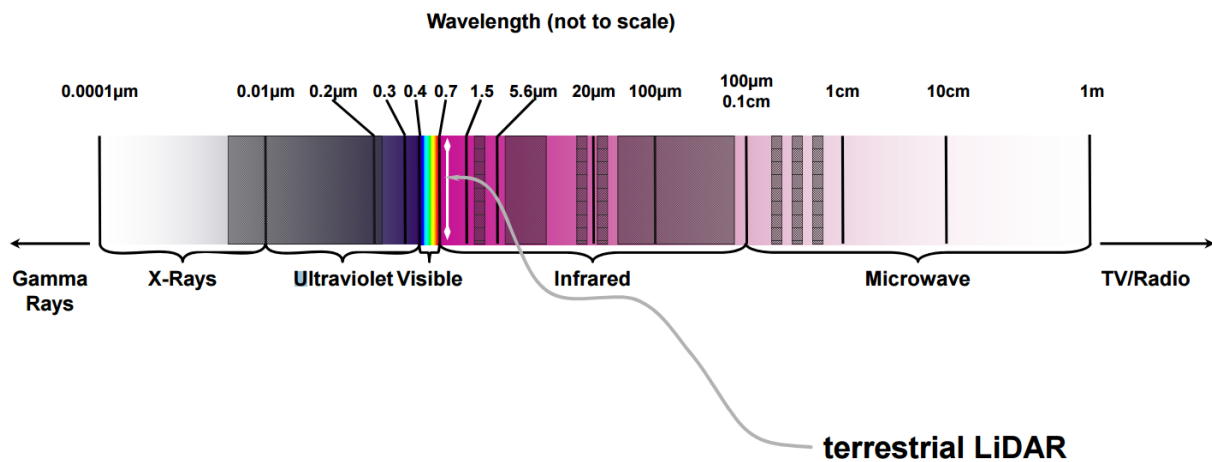 Wavelength (not to scale)
0.0001µm 0.01µm 0.2µm 0.3 0.4 0.7 1.5 5.6µm 20µm 100µm 100µm 1cm 10cm 1m
0.1cm
Gamma X-Rays Ultraviolet Visible Infrared Microwave TV/Radio
Rays
terrestrial LiDAR